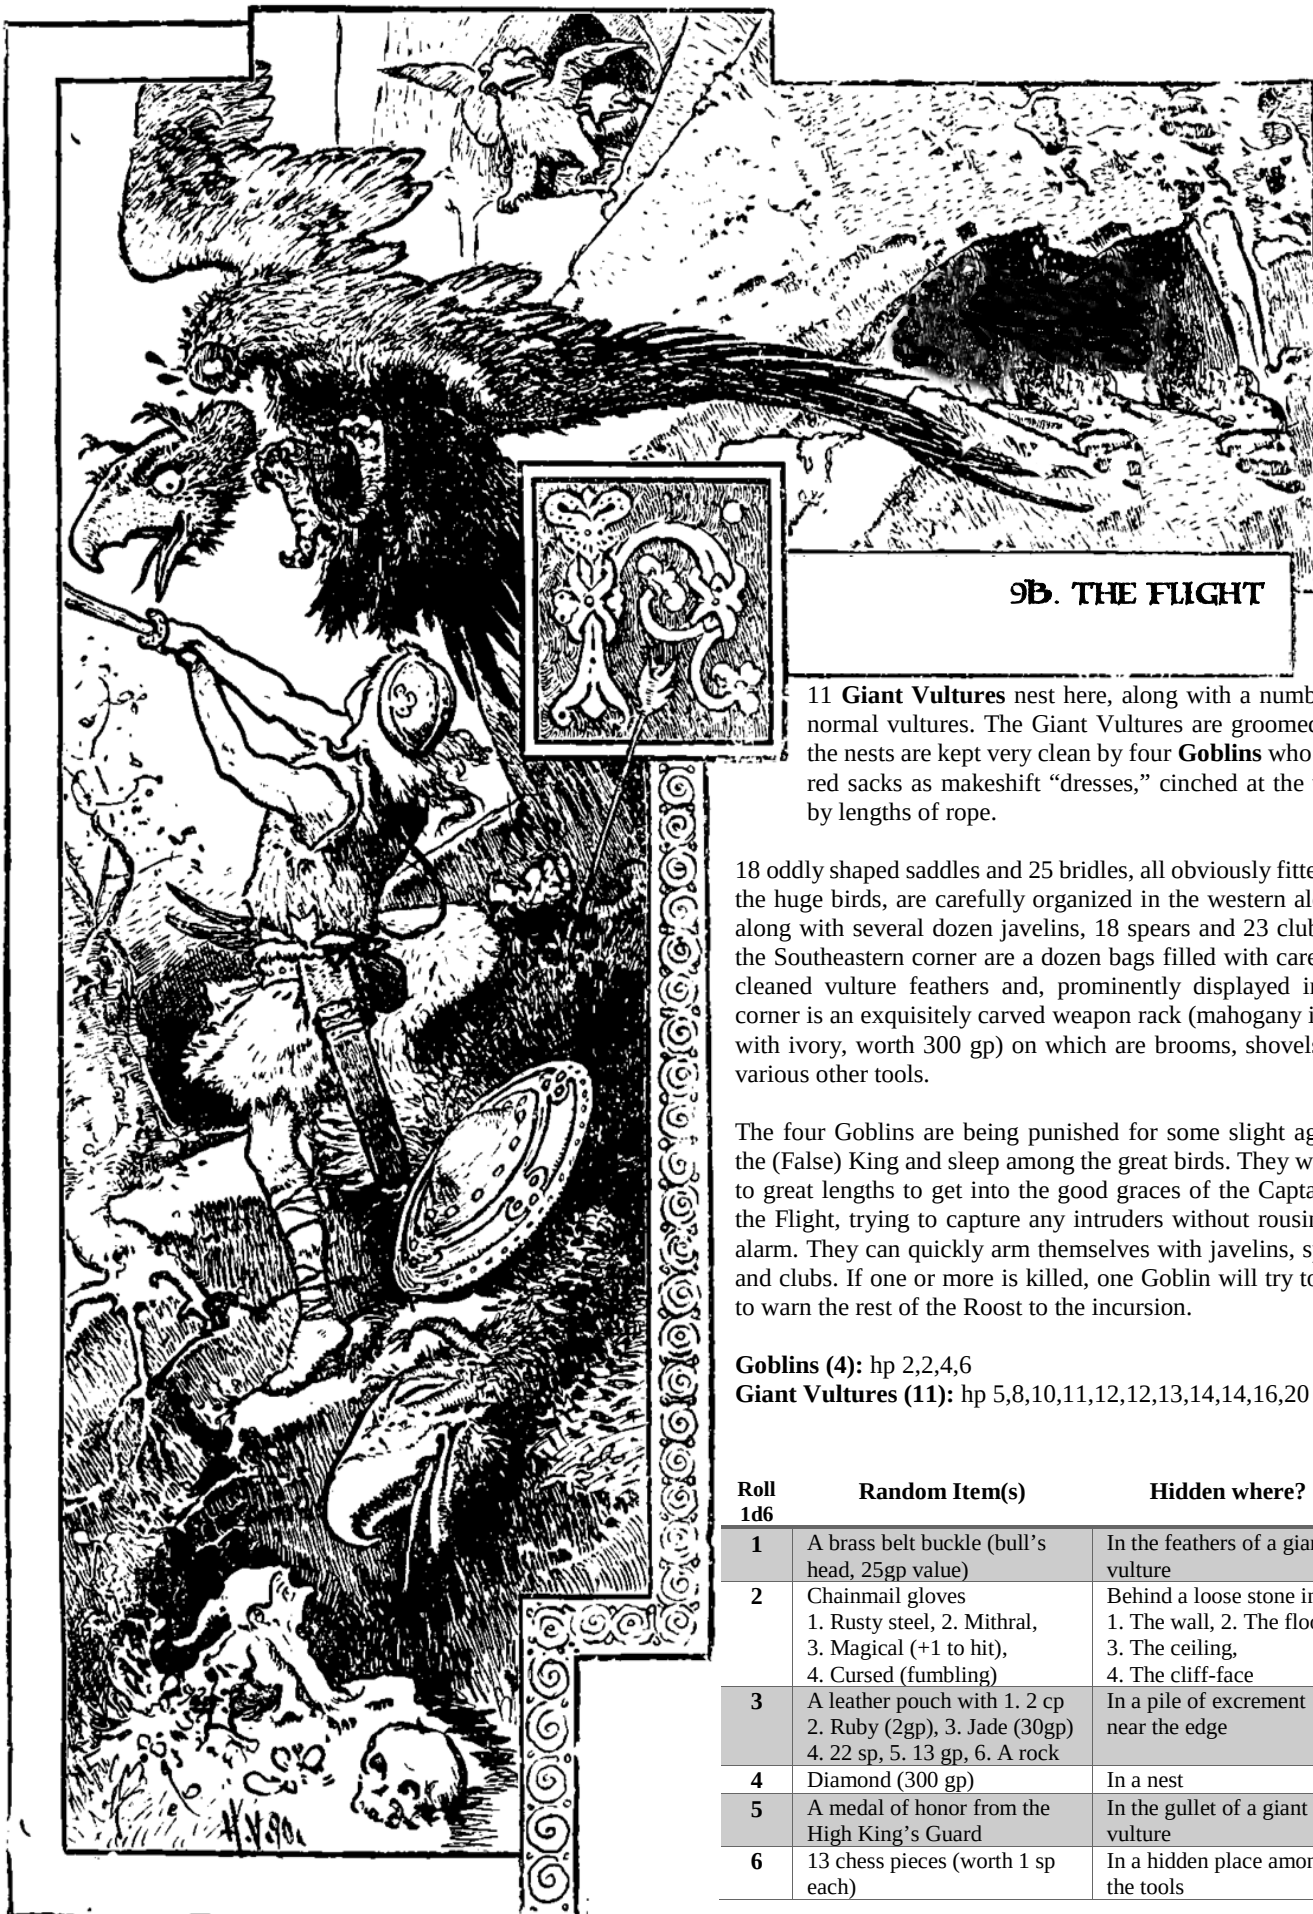 9B. THE FLIGHT
11 Giant Vultures nest here, along with a numb
normal vultures. The Giant Vultures are groomed
the nests are kept very clean by four Goblins who
red sacks as makeshift “dresses,” cinched at the
by lengths of rope.
18 oddly shaped saddles and 25 bridles, all obviously fitte
the huge birds, are carefully organized in the western al
along with several dozen javelins, 18 spears and 23 club
the Southeastern corner are a dozen bags filled with care
cleaned vulture feathers and, prominently displayed in
corner is an exquisitely carved weapon rack (mahogany i
with ivory, worth 300 gp) on which are brooms, shovels
various other tools.
The four Goblins are being punished for some slight ag
the (False) King and sleep among the great birds. They w
to great lengths to get into the good graces of the Capta
the Flight, trying to capture any intruders without rousin
alarm. They can quickly arm themselves with javelins, s
and clubs. If one or more is killed, one Goblin will try to
to warn the rest of the Roost to the incursion.
Goblins (4): hp 2,2,4,6
Giant Vultures (11): hp 5,8,10,11,12,12,13,14,14,16,20
Roll Random Item(s) Hidden where?
1d6
1 A brass belt buckle (bull’s In the feathers of a gian
head, 25gp value) vulture
2 Chainmail gloves Behind a loose stone in
1. Rusty steel, 2. Mithral, 1. The wall, 2. The floo
3. Magical (+1 to hit), 3. The ceiling,
4. Cursed (fumbling) 4. The cliff-face
3 A leather pouch with 1. 2 cp In a pile of excrement
2. Ruby (2gp), 3. Jade (30gp) near the edge
4. 22 sp, 5. 13 gp, 6. A rock
4 Diamond (300 gp) In a nest
5 A medal of honor from the In the gullet of a giant
High King’s Guard vulture
6 13 chess pieces (worth 1 sp In a hidden place amon
each) the tools